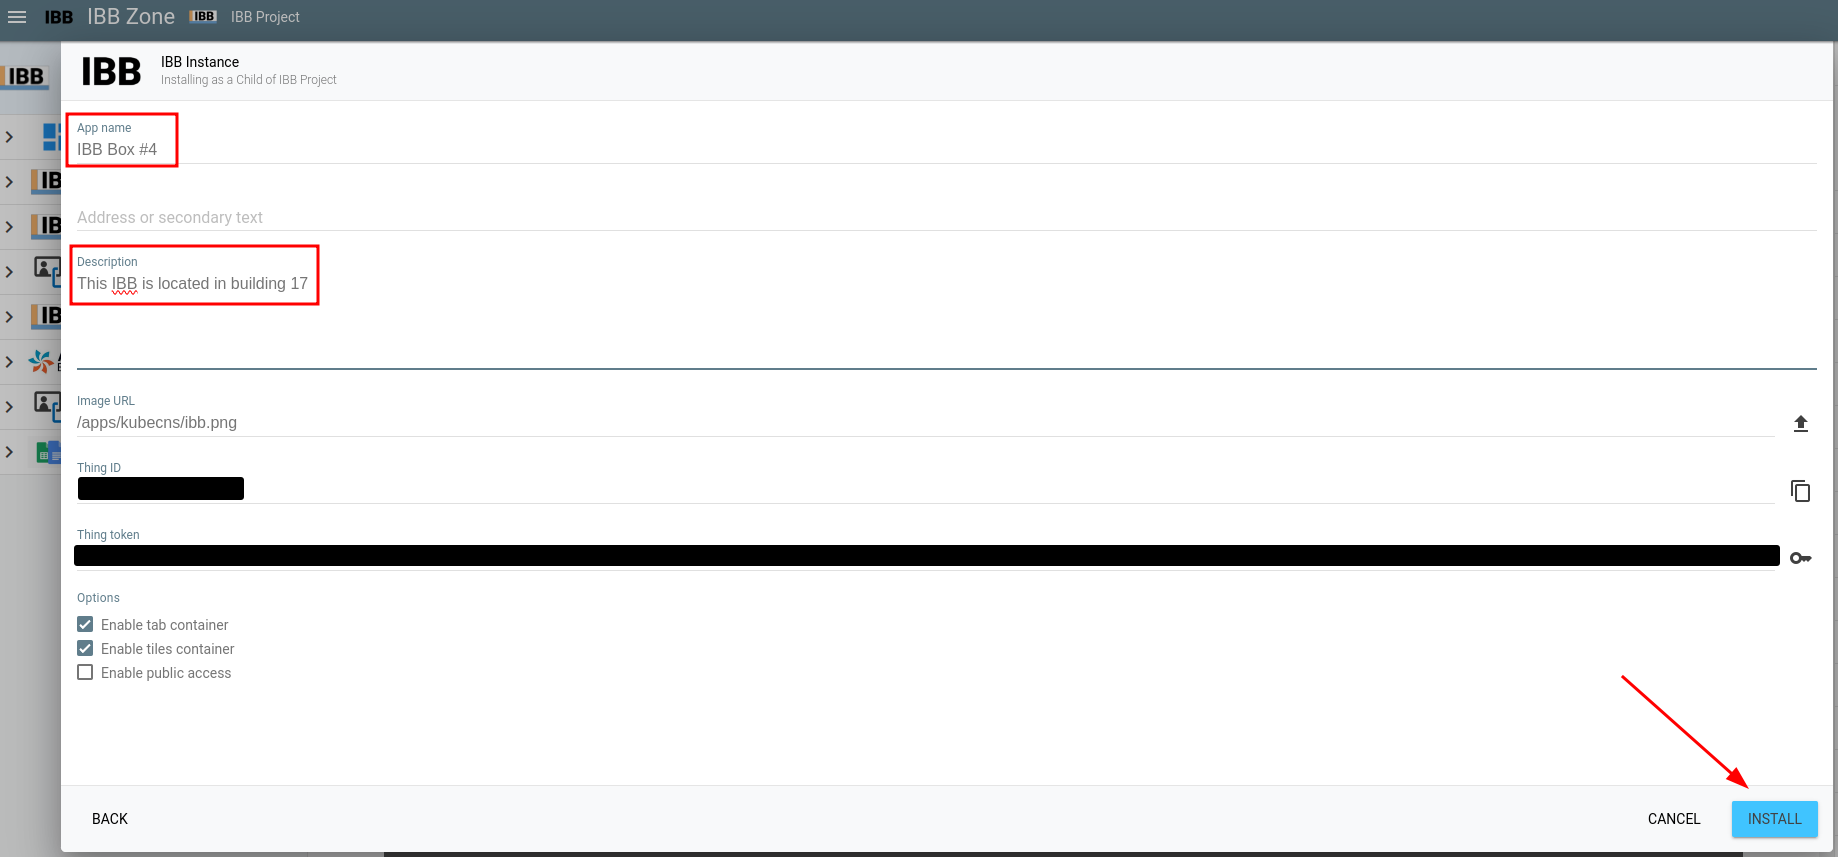 IBB IBB Zone IBB IBB Project
IBB
IBB IBB Instance
Installing as a Child of IBB Project
App name
IBB Box #4
Address or secondary text
Description
This IBB is located in building 17
Image URL
/apps/kubecns/ibb.png
Thing ID
Thing token
Options
Enable tab container
Enable tiles container
Enable public access
BACK CANCEL INSTALL